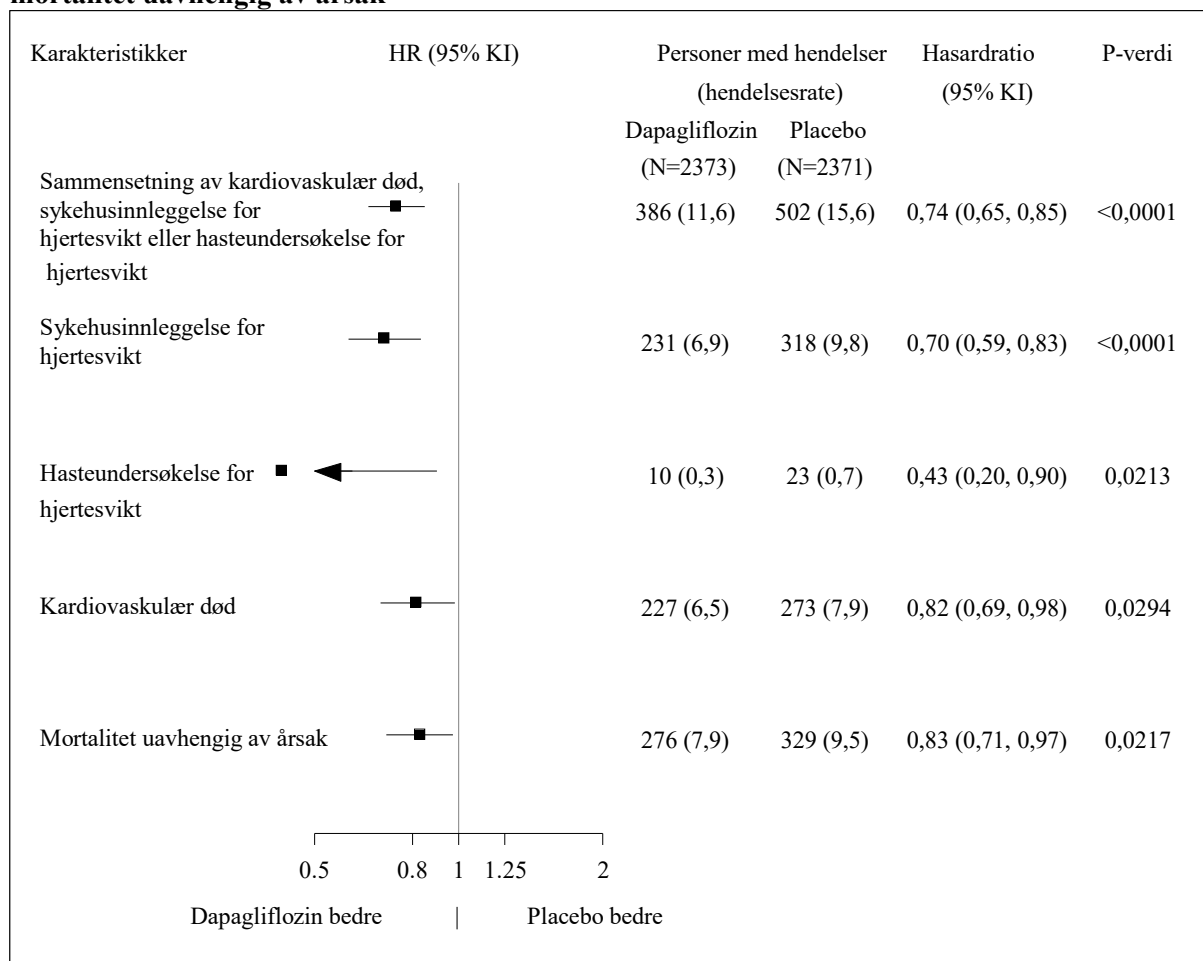 mortalitet uavhengig av årsak
Karakteristikker HR (95% KI) Personer med hendelser Hasardratio P-verdi
(hendelsesrate) (95% KI)
Dapagliflozin Placebo
(N=2373) (N=2371)
Sammensetning av kardiovaskulær død,
sykehusinnleggelse for 386 (11,6) 502 (15,6) 0,74 (0,65, 0,85) <0,0001
hjertesvikt eller hasteundersøkelse for
hjertesvikt
Sykehusinnleggelse for
hjertesvikt 231 (6,9) 318 (9,8) 0,70 (0,59, 0,83) <0,0001
Hasteundersøkelse for 10 (0,3) 23 (0,7) 0,43 (0,20, 0,90) 0,0213
hjertesvikt
Kardiovaskulær død 227 (6,5) 273 (7,9) 0,82 (0,69, 0,98) 0,0294
Mortalitet uavhengig av årsak 276 (7,9) 329 (9,5) 0,83 (0,71, 0,97) 0,0217
0.5 0.8 1 1.25 2
Dapagliflozin bedre | Placebo bedre